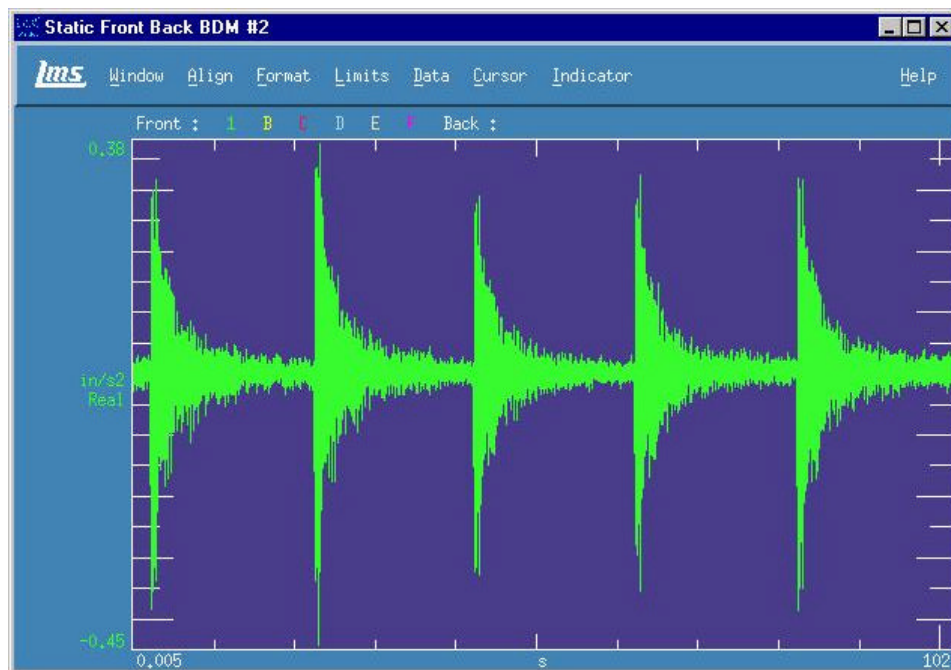 Static Front Back BDM #2
lms Window Align Format Limits Data Cursor Indicator Help
Front : 1 B C D E F Back :
0.38
in/s2
Real
-0.45
0.005 s 102